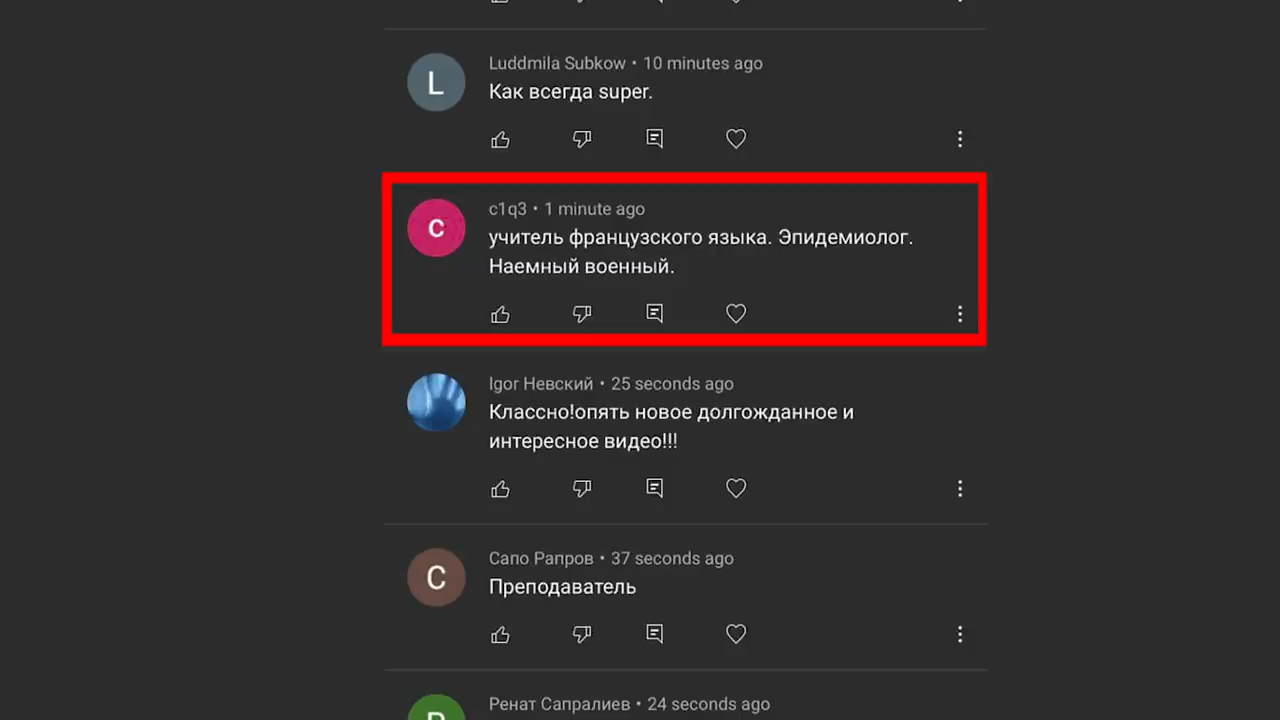 L
Luddmila Subkow • 10 minutes ago
Как всегда super.
c
c1q3 • 1 minute ago
учитель французского языка. Эпидемиолог.
Наемный военный.
Igor Невский • 25 seconds ago
Классно!опять новое долгожданное и
интересное видео!!!
С
Сапо Рапров • 37 seconds ago
Преподаватель
Р
Ренат Сапралиев • 24 seconds ago